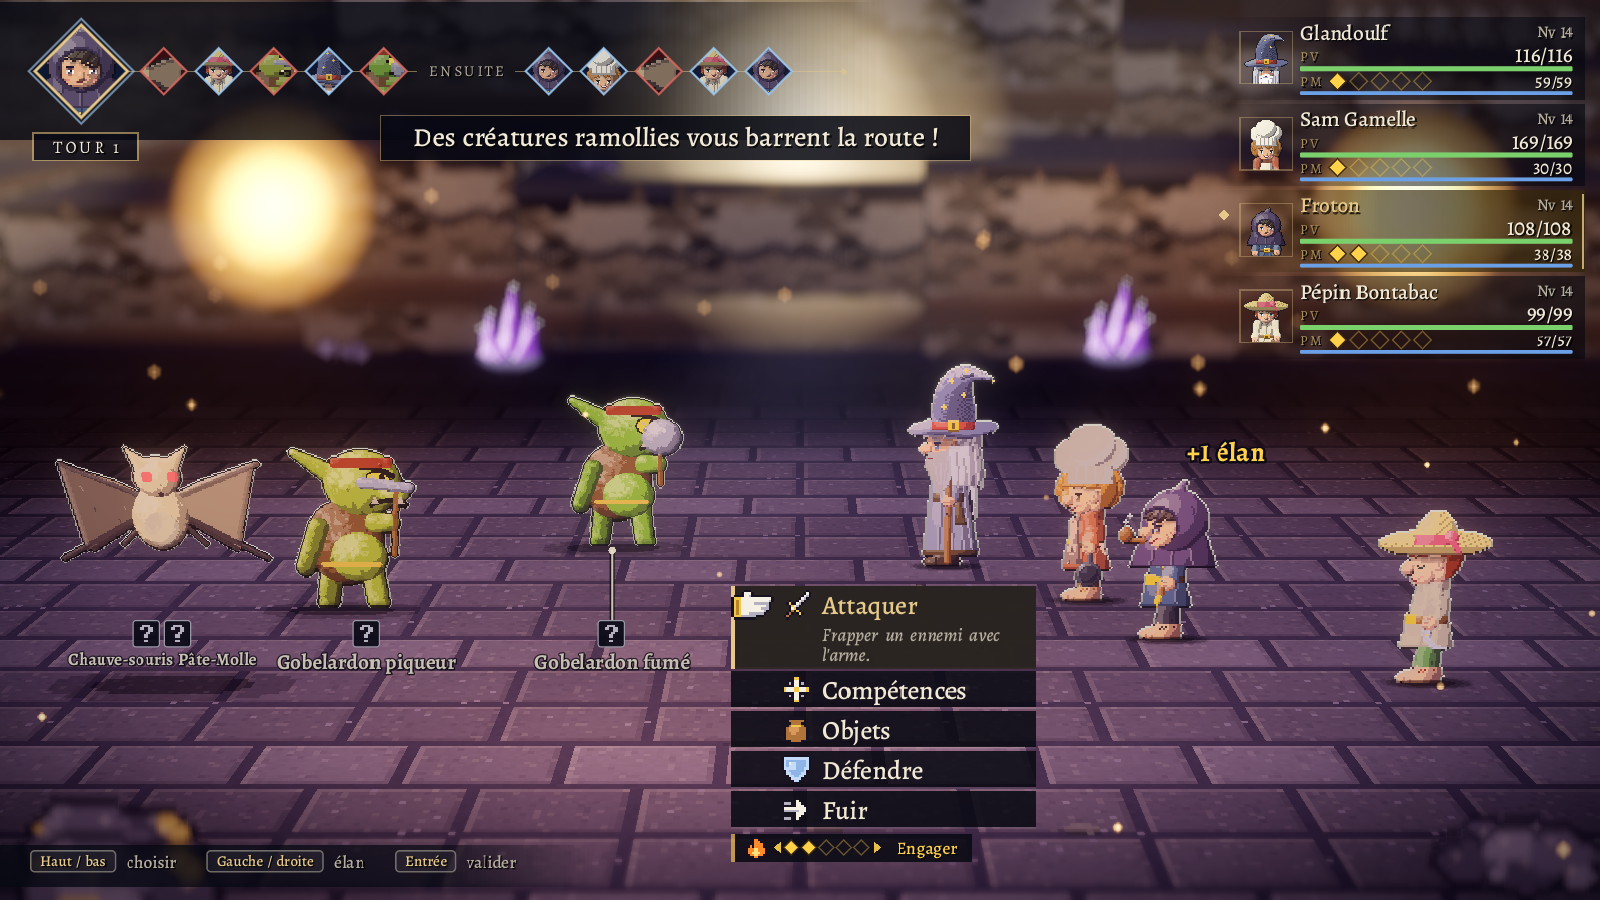 ENSUITE
TOUR 1
Des créatures ramollies vous barrent la route !
Glandoulf Nv 14
PV 116/116
PM 59/59
Sam Gamelle Nv 14
PV 169/169
PM 30/30
Froton Nv 14
PV 108/108
PM 38/38
Pépin Bontabac Nv 14
PV 99/99
PM 57/57
+1 élan
? ? ? ?
Chauve-souris Pâte-Molle Gobelardon piqueur Gobelardon fumé
Attaquer
Frapper un ennemi avec
l'arme.
Compétences
Objets
Défendre
Fuir
Engager
Haut / bas choisir Gauche / droite élan Entrée valider